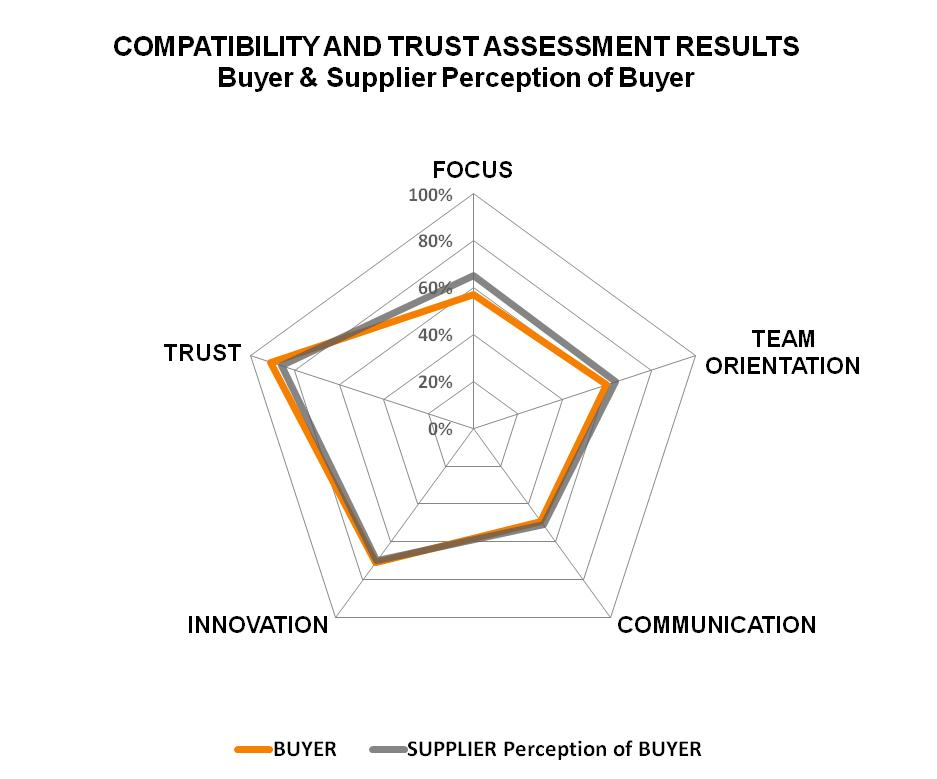 COMPATIBILITY AND TRUST ASSESSMENT RESULTS
Buyer & Supplier Perception of Buyer
FOCUS
100%
80%
60%
40%
20%
0%
TRUST
TEAM
ORIENTATION
INNOVATION
COMMUNICATION
BUYER
SUPPLIER Perception of BUYER